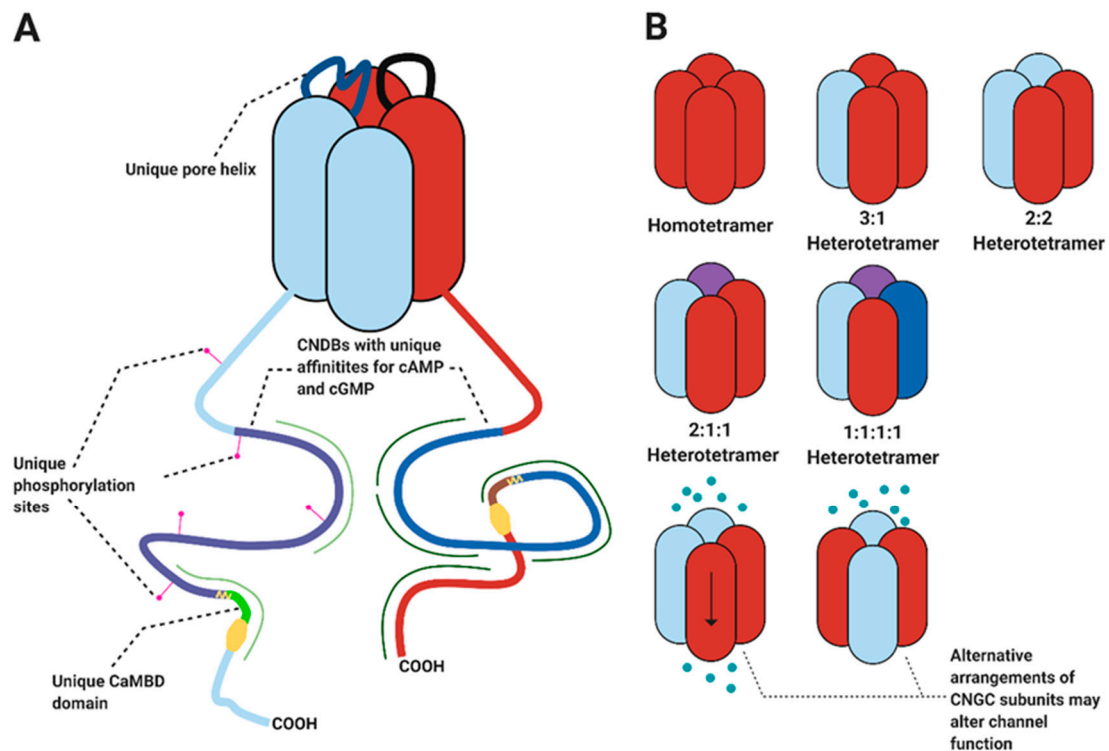 A
Unique pore helix
CNDBs with unique
affinitites for cAMP
and cGMP
Unique
phosphorylation
sites
Unique CaMBD
domain
COOH
COOH
B
Homotetramer
3:1
Heterotetramer
2:2
Heterotetramer
2:1:1
Heterotetramer
1:1:1:1
Heterotetramer
Alternative
arrangements of
CNGC subunits may
alter channel
function